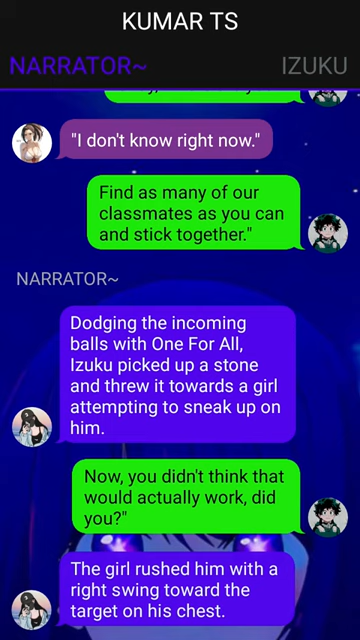 KUMAR TS
NARRATOR~
IZUKU
"I don't know right now."
Find as many of our
classmates as you can
and stick together."
NARRATOR~
Dodging the incoming
balls with One For All,
Izuku picked up a stone
and threw it towards a girl
attempting to sneak up on
him.
Now, you didn't think that
would actually work, did
you?"
The girl rushed him with a
right swing toward the
target on his chest.